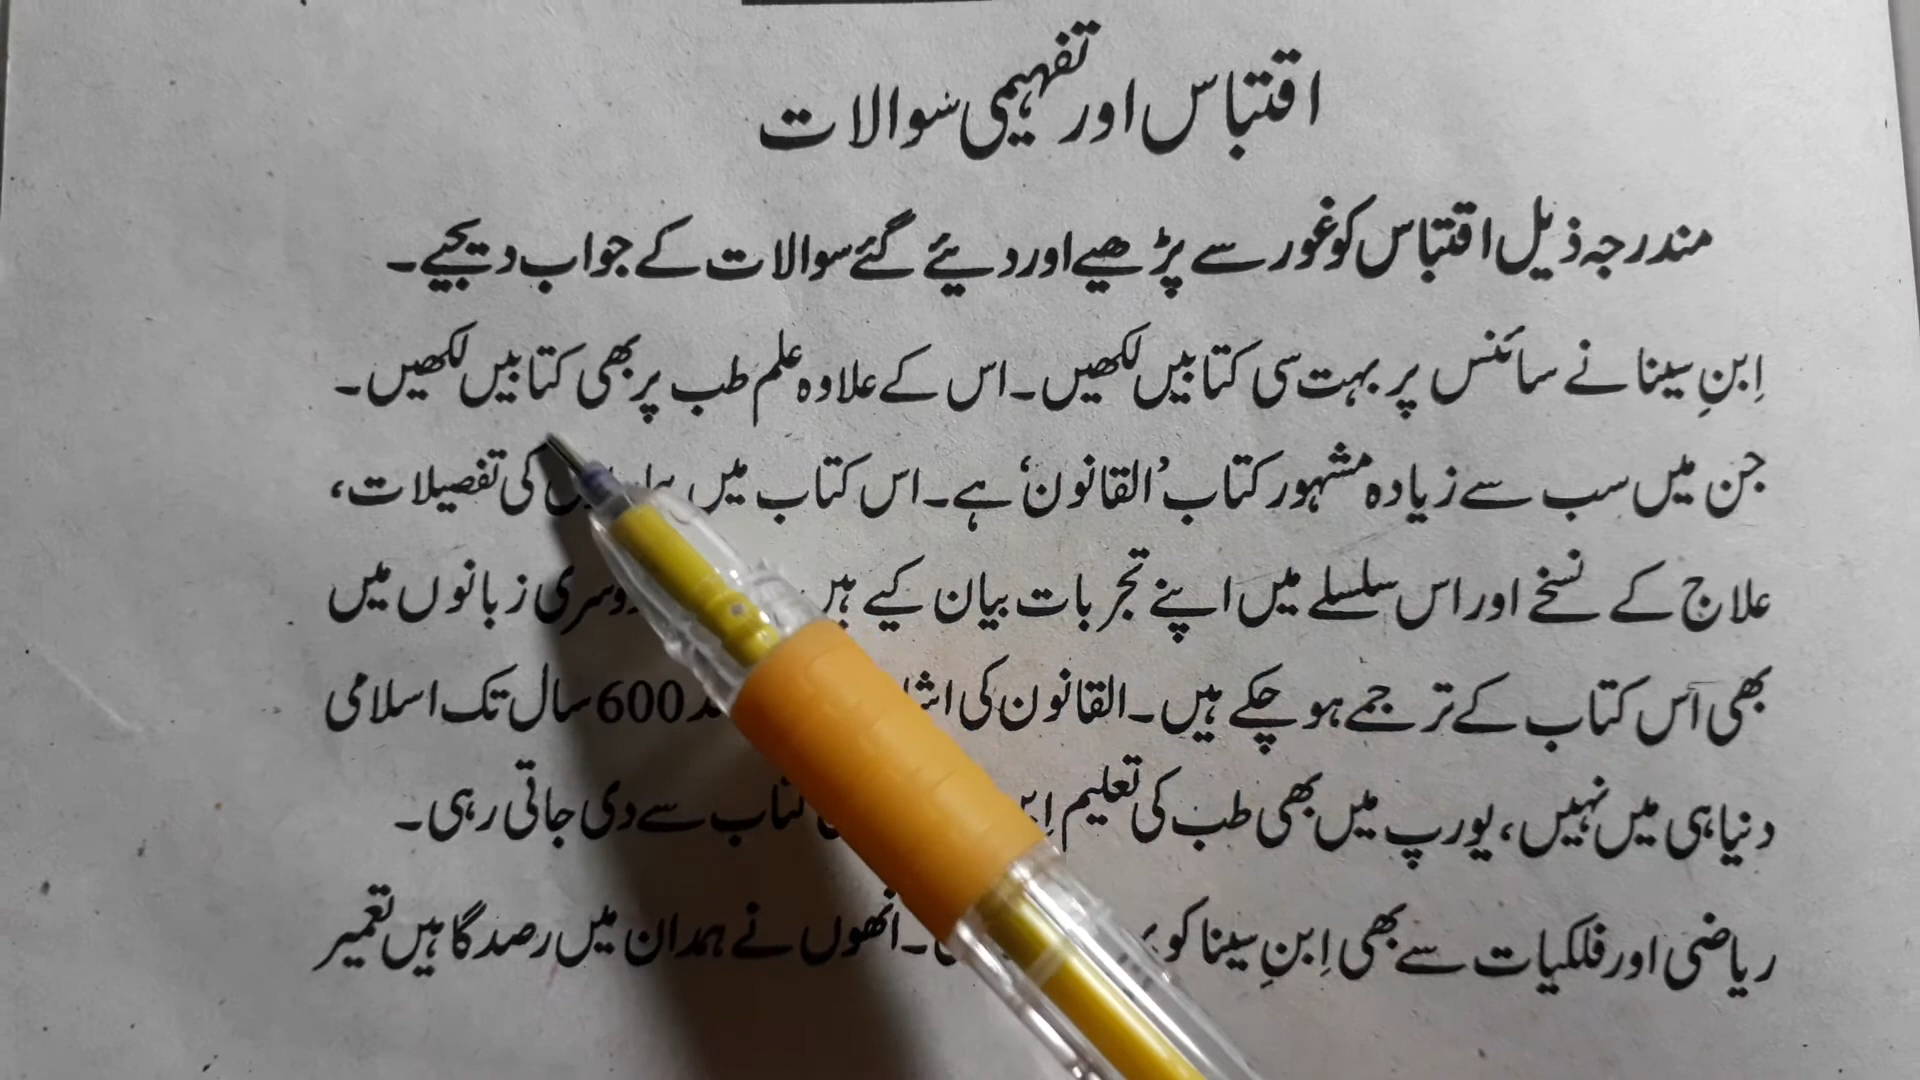 اقتباس اور تفہیمی سوالات
مندرجہ ذیل اقتباس کو غور سے پڑھیے اور دیئے گئے سوالات کے جواب دیجیے۔
اِبنِ سینا نے سائنس پر بہت سی کتابیں لکھیں۔ اس کے علاوہ علم طب پر بھی کتابیں لکھیں۔
جن میں سب سے زیادہ مشہور کتاب ’القانون‘ ہے۔ اس کتاب میں کی تفصیلات،
علاج کے نسخے اور اس سلسلے میں اپنے تجربات بیان کیے زبانوں میں
بھی اس کتاب کے ترجمے ہو چکے ہیں۔ القانون کی 600 سال تک اسلامی
دنیا ہی میں نہیں، یورپ میں بھی طب کی تعلیم کتاب سے دی جاتی رہی۔
ریاضی اور فلکیات سے بھی اِبنِ سینا کو ۔ انھوں نے ہمدان میں رصد گاہیں تعمیر